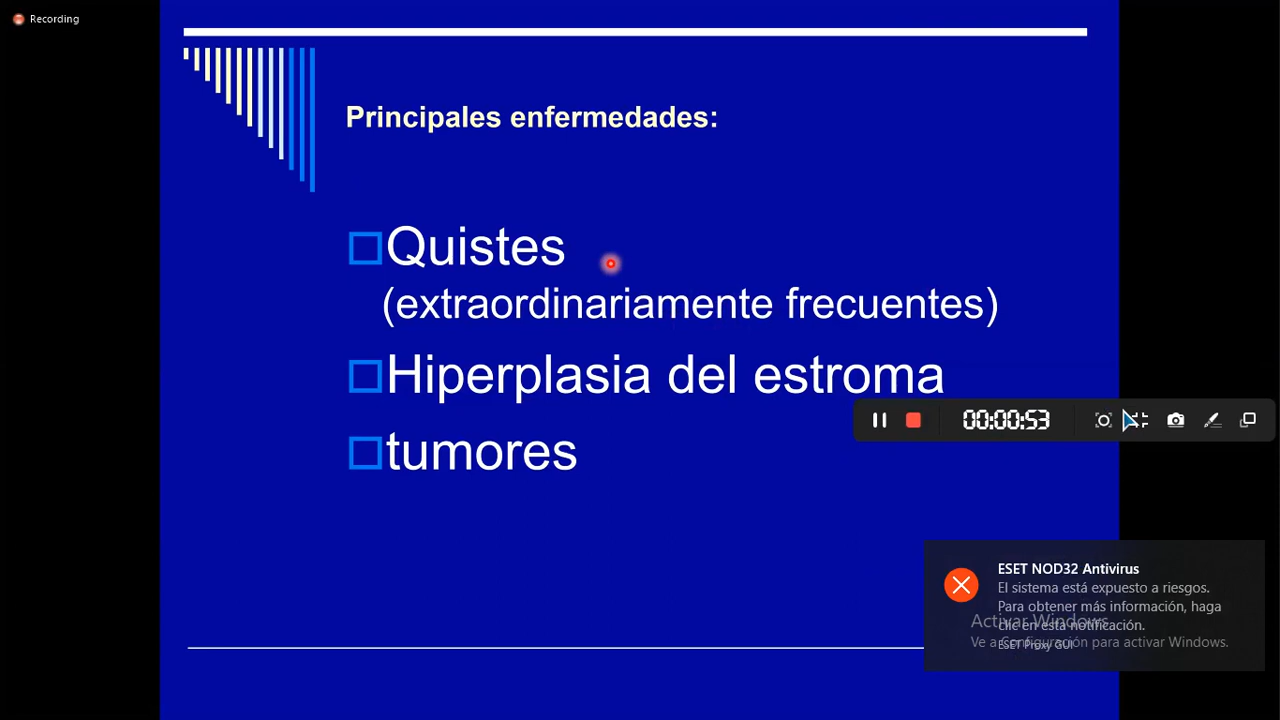 Recording
Principales enfermedades:
Quistes
(extraordinariamente frecuentes)
Hiperplasia del estroma
tumores
00:00:53
ESET NOD32 Antivirus
El sistema está expuesto a riesgos.
Para obtener más información, haga
clic en esta notificación.
Activar Windows
Ve a Configuración para activar Windows.
ESET Proxy GUI